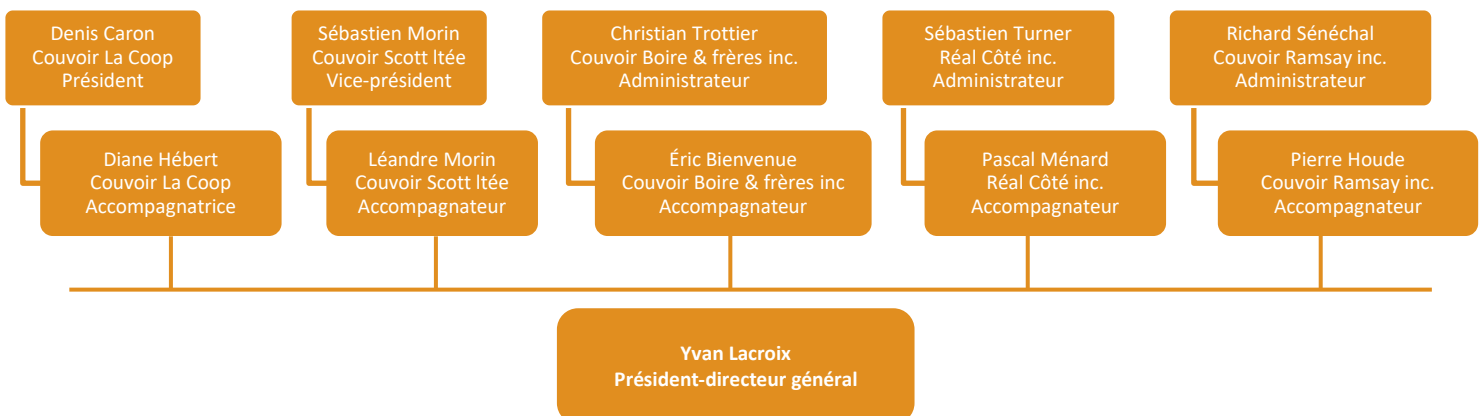 Denis Caron
Couvoir La Coop
Président
Sébastien Morin
Couvoir Scott ltée
Vice-président
Christian Trottier
Couvoir Boire & frères inc.
Administrateur
Sébastien Turner
Réal Côté inc.
Administrateur
Richard Sénéchal
Couvoir Ramsay inc.
Administrateur
Diane Hébert
Couvoir La Coop
Accompagnatrice
Léandre Morin
Couvoir Scott ltée
Accompagnateur
Éric Bienvenue
Couvoir Boire & frères inc
Accompagnateur
Pascal Ménard
Réal Côté inc.
Accompagnateur
Pierre Houde
Couvoir Ramsay inc.
Accompagnateur
Yvan Lacroix
Président-directeur général